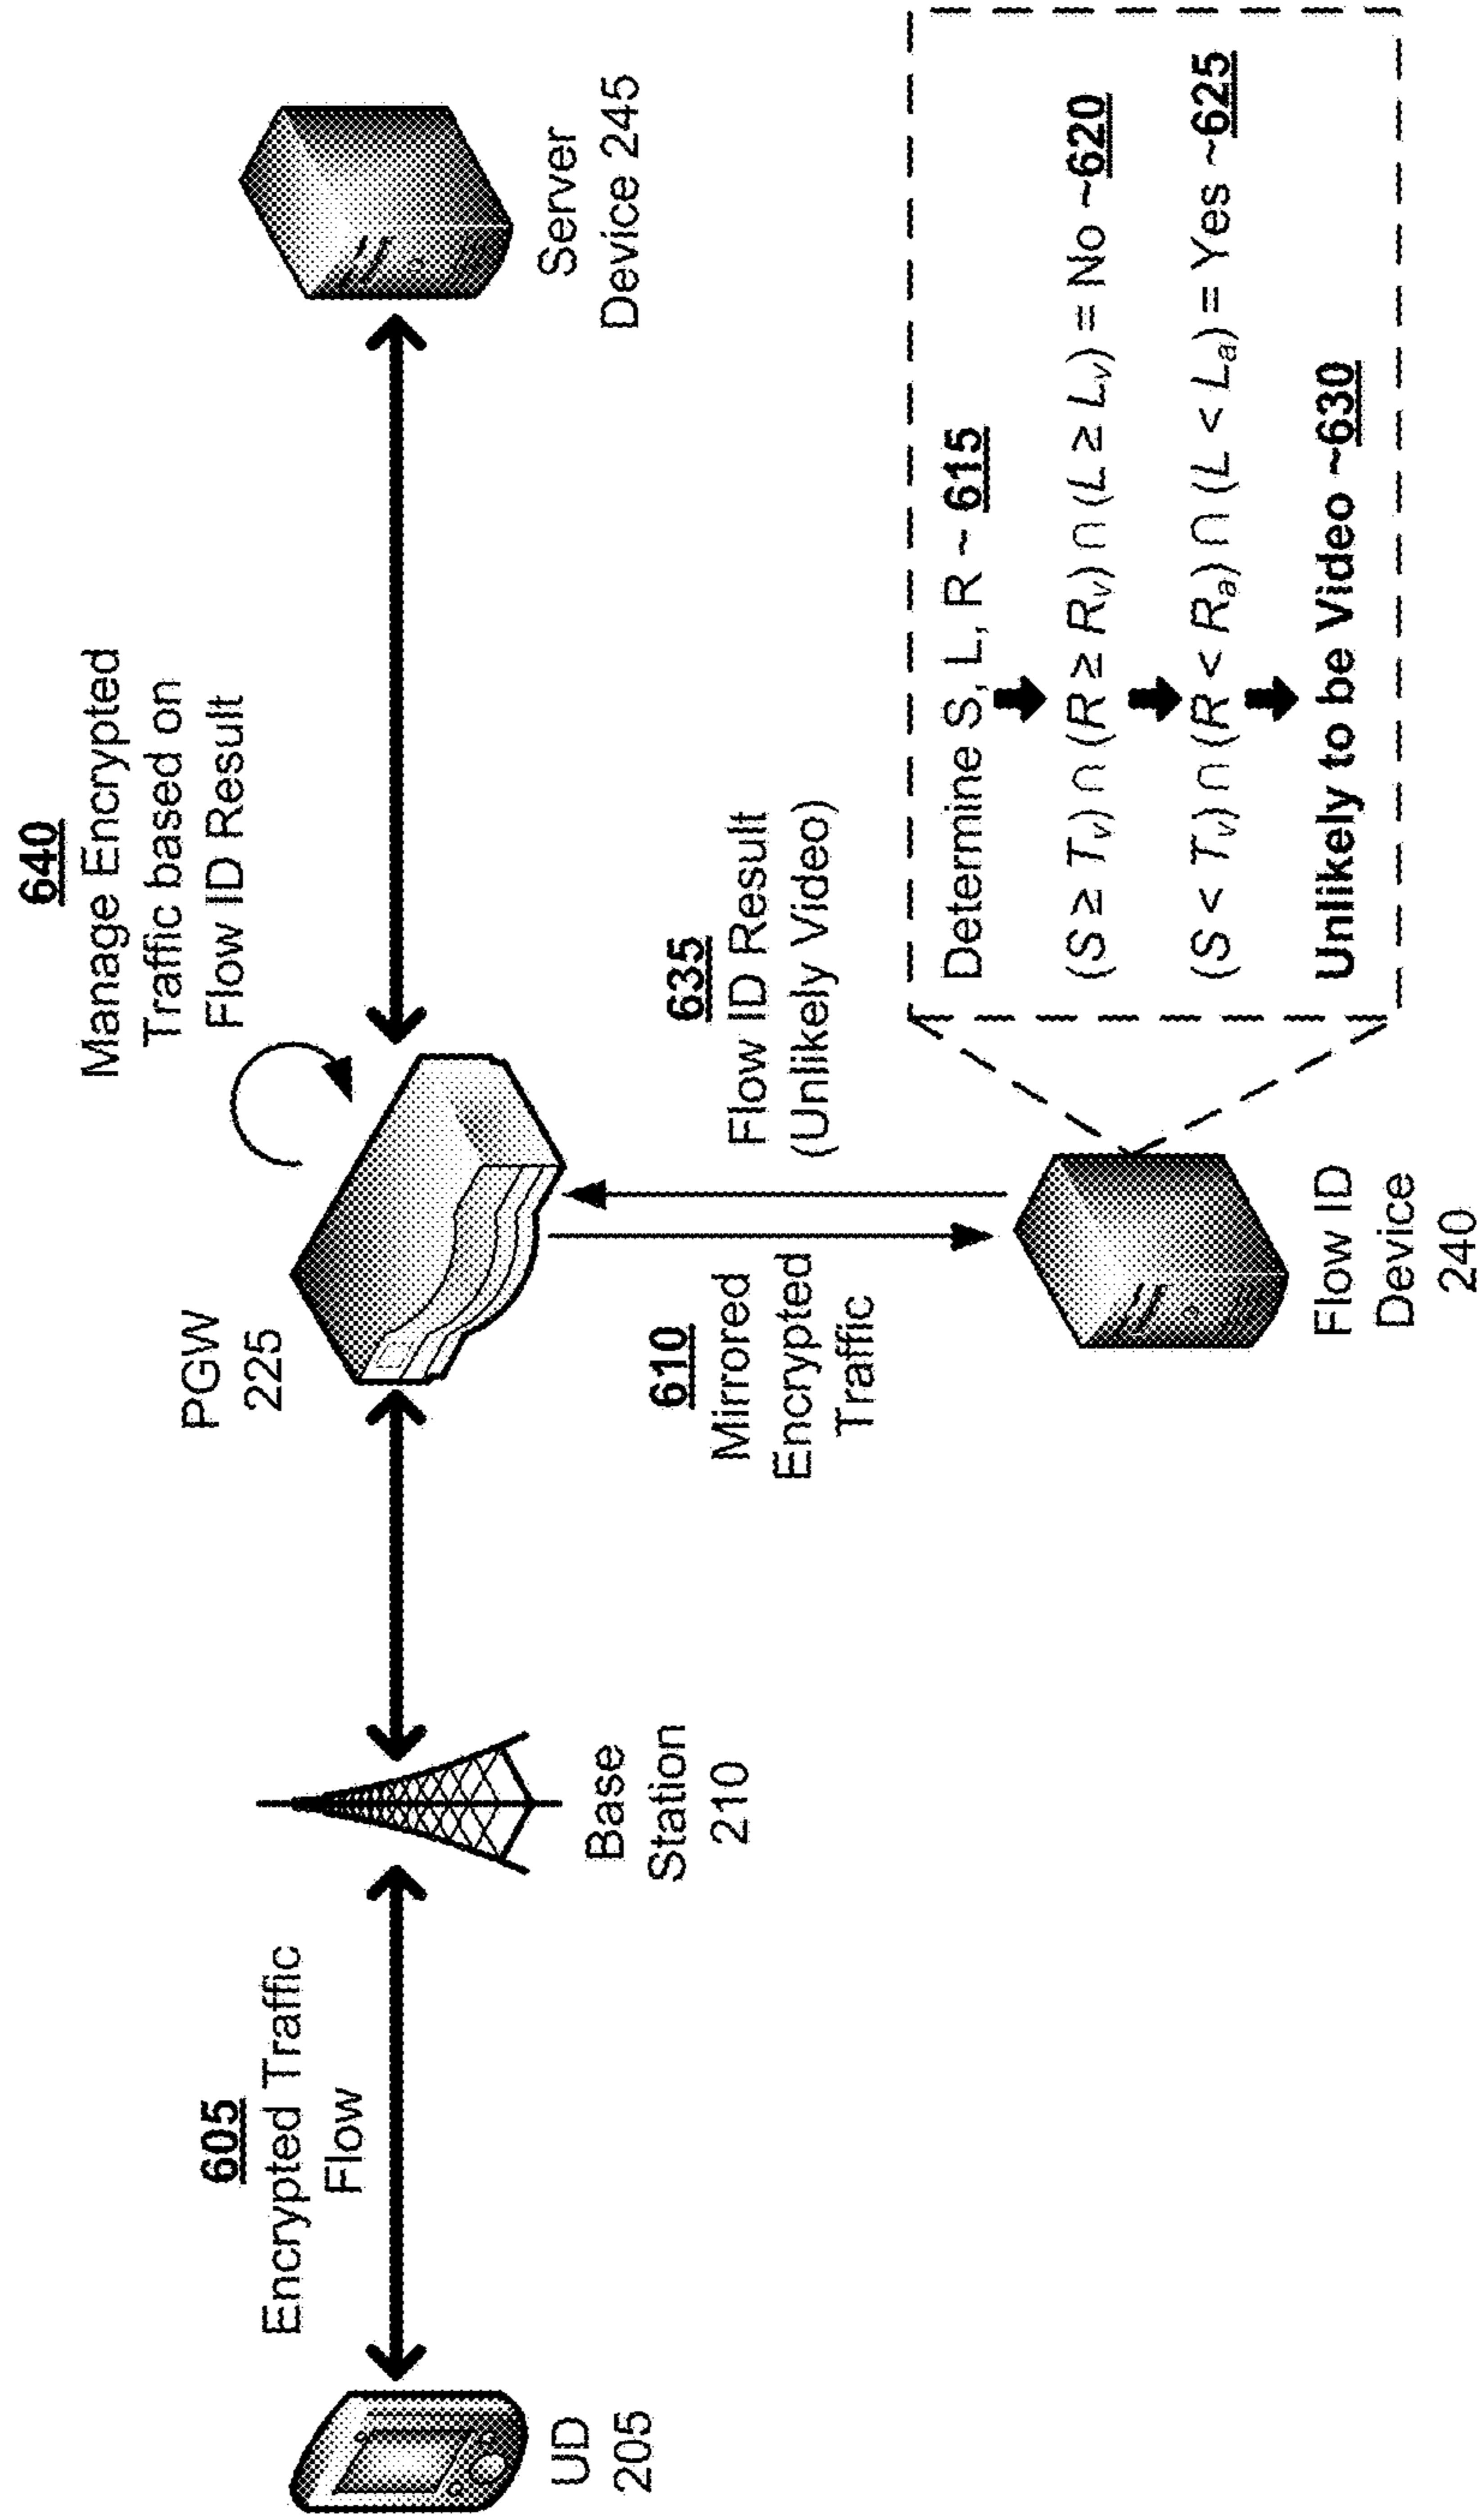 605
Encrypted Traffic
Flow
UD
205
Base
Station
210
PGW
225
640
Manage Encrypted
Traffic based on
Flow ID Result
Server
Device 245
610
Mirrored
Encrypted
Traffic
635
Flow ID Result
(Unlikely Video)
Flow ID
Device
240
Determine S, L, R ~ 615
(S ≥ Tv) ∩ (R ≥ Rv) ∩ (L ≥ Lv) = No ~620
(S < Tv) ∩ (R < Ra) ∩ (L < La) = Yes ~625
Unlikely to be Video ~630